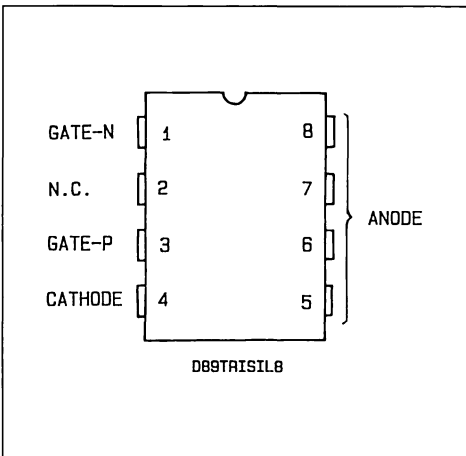 GATE-N 1 8
N.C. 2 7
ANODE
GATE-P 3 6
CATHODE 4 5
D89TRISIL8